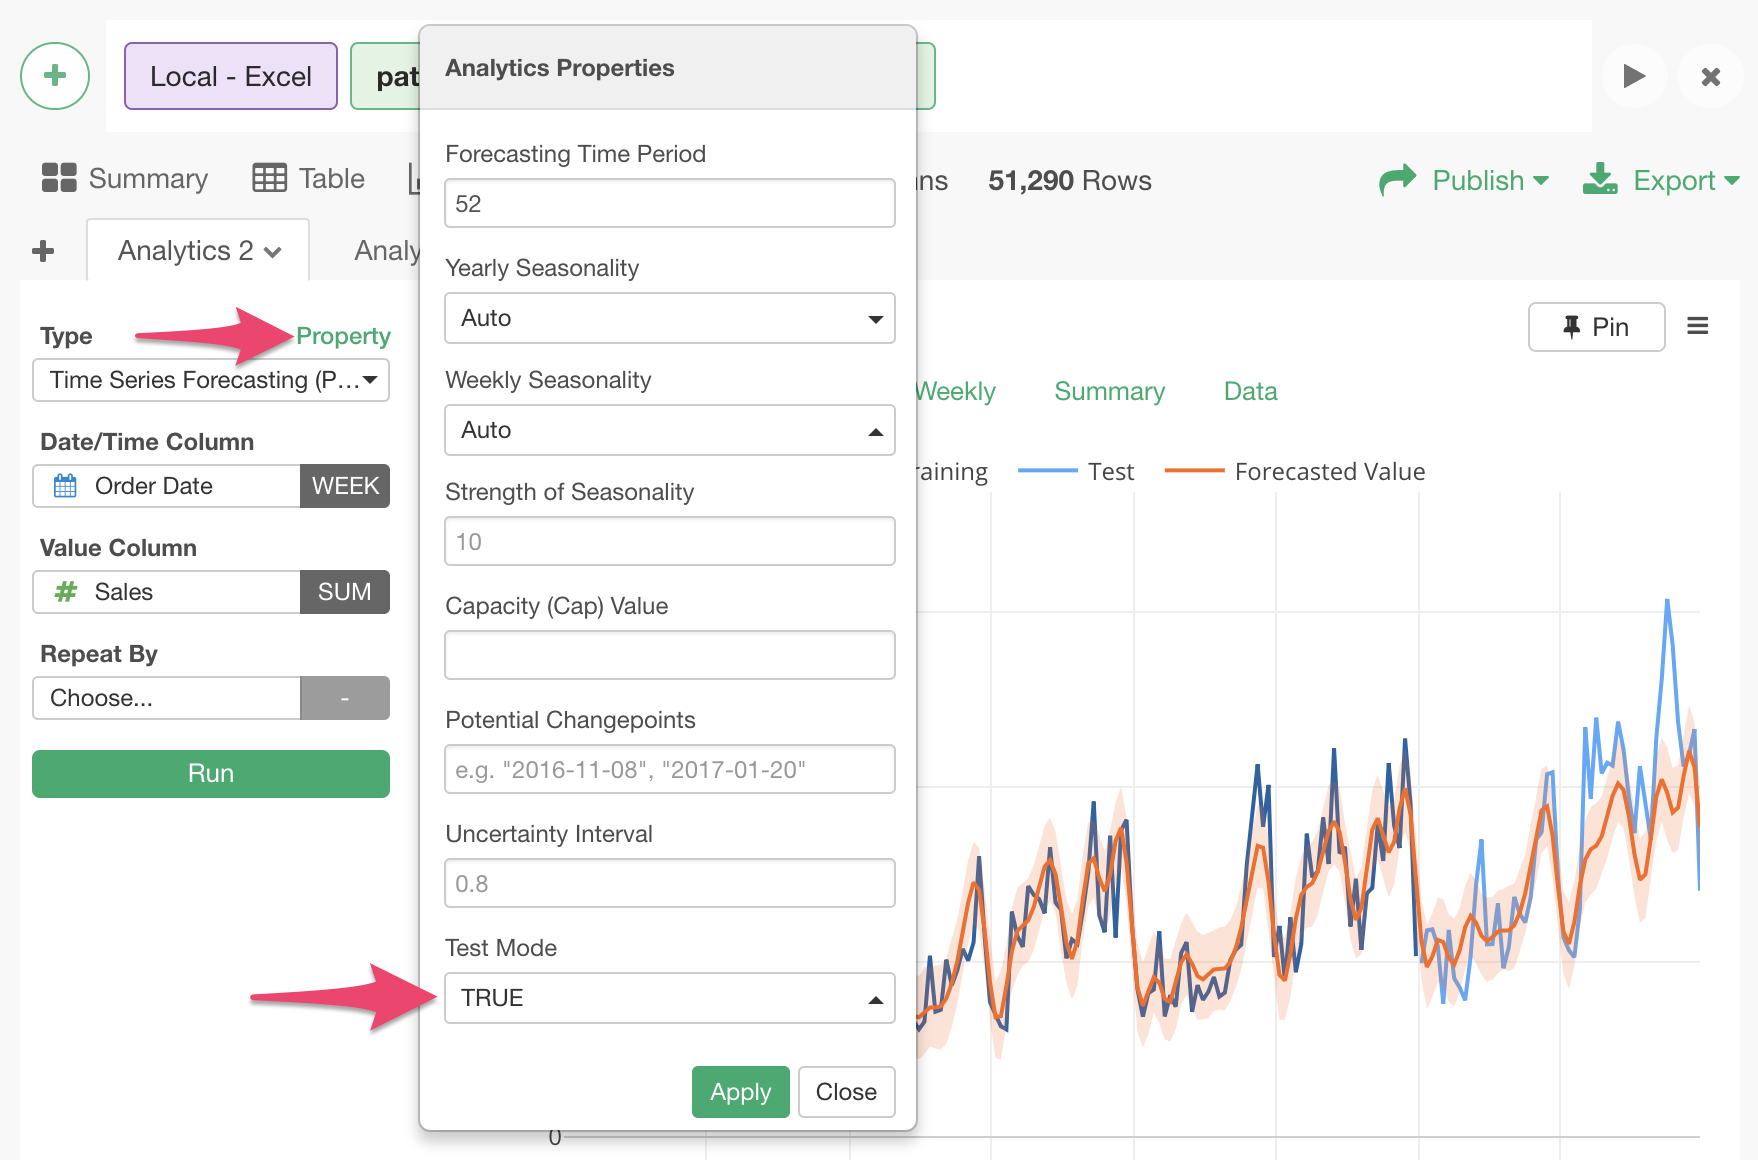 Local - Excel
pat
Analytics Properties
Summary
Table
ns
51,290 Rows
Publish
Export
Analytics 2
Analy
Type
Property
Time Series Forecasting (P...
Date/Time Column
Order Date
WEEK
Value Column
Sales
SUM
Repeat By
Choose...
-
Run
Forecasting Time Period
52
Yearly Seasonality
Auto
Weekly Seasonality
Auto
Strength of Seasonality
10
Capacity (Cap) Value
Potential Changepoints
e.g. "2016-11-08", "2017-01-20"
Uncertainty Interval
0.8
Test Mode
TRUE
Apply
Close
Pin
Weekly
Summary
Data
raining
Test
Forecasted Value
0